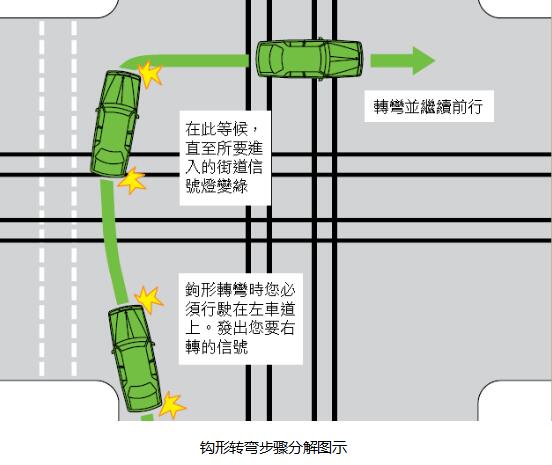 轉彎並繼續前行
在此等候，
直至所要進
入的街道信
號燈變綠
鉤形轉彎時您必
須行駛在左車道
上。發出您要右
轉的信號
钩形转弯步骤分解图示